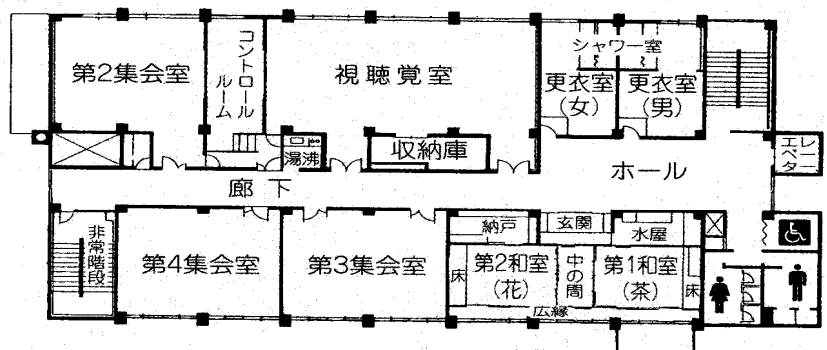 第2集会室
コントロール
ルーム
視聴覚室
シャワー室
更衣室
(女)
更衣室
(男)
湯沸
収納庫
ホール
エレ
ベー
タ
廊下
非常階段
第4集会室
第3集会室
納戸
玄関
水屋
床
第2和室
(花)
中の間
第1和室
(茶)
床
広縁